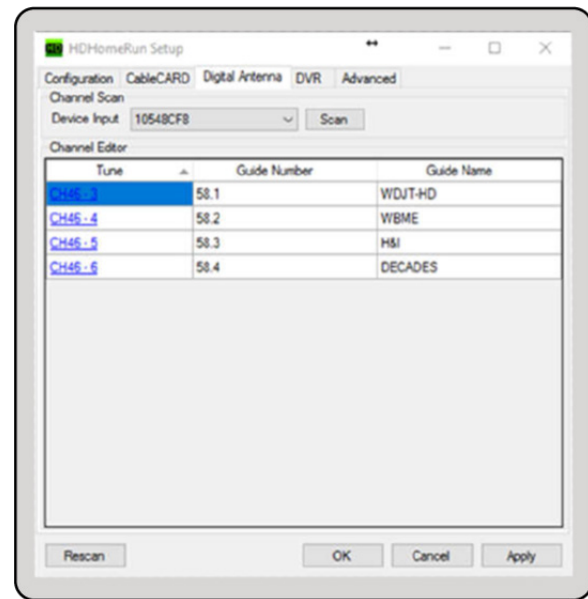 HDHomeRun Setup
Configuration CableCARD Digital Antenna DVR Advanced
Channel Scan
Device Input 10548CF8 Scan
Channel Editor
Tune Guide Number Guide Name
CH46 - 3 58.1 WDJT-HD
CH46 - 4 58.2 WBME
CH46 - 5 58.3 H&I
CH46 - 6 58.4 DECADES
Rescan OK Cancel Apply